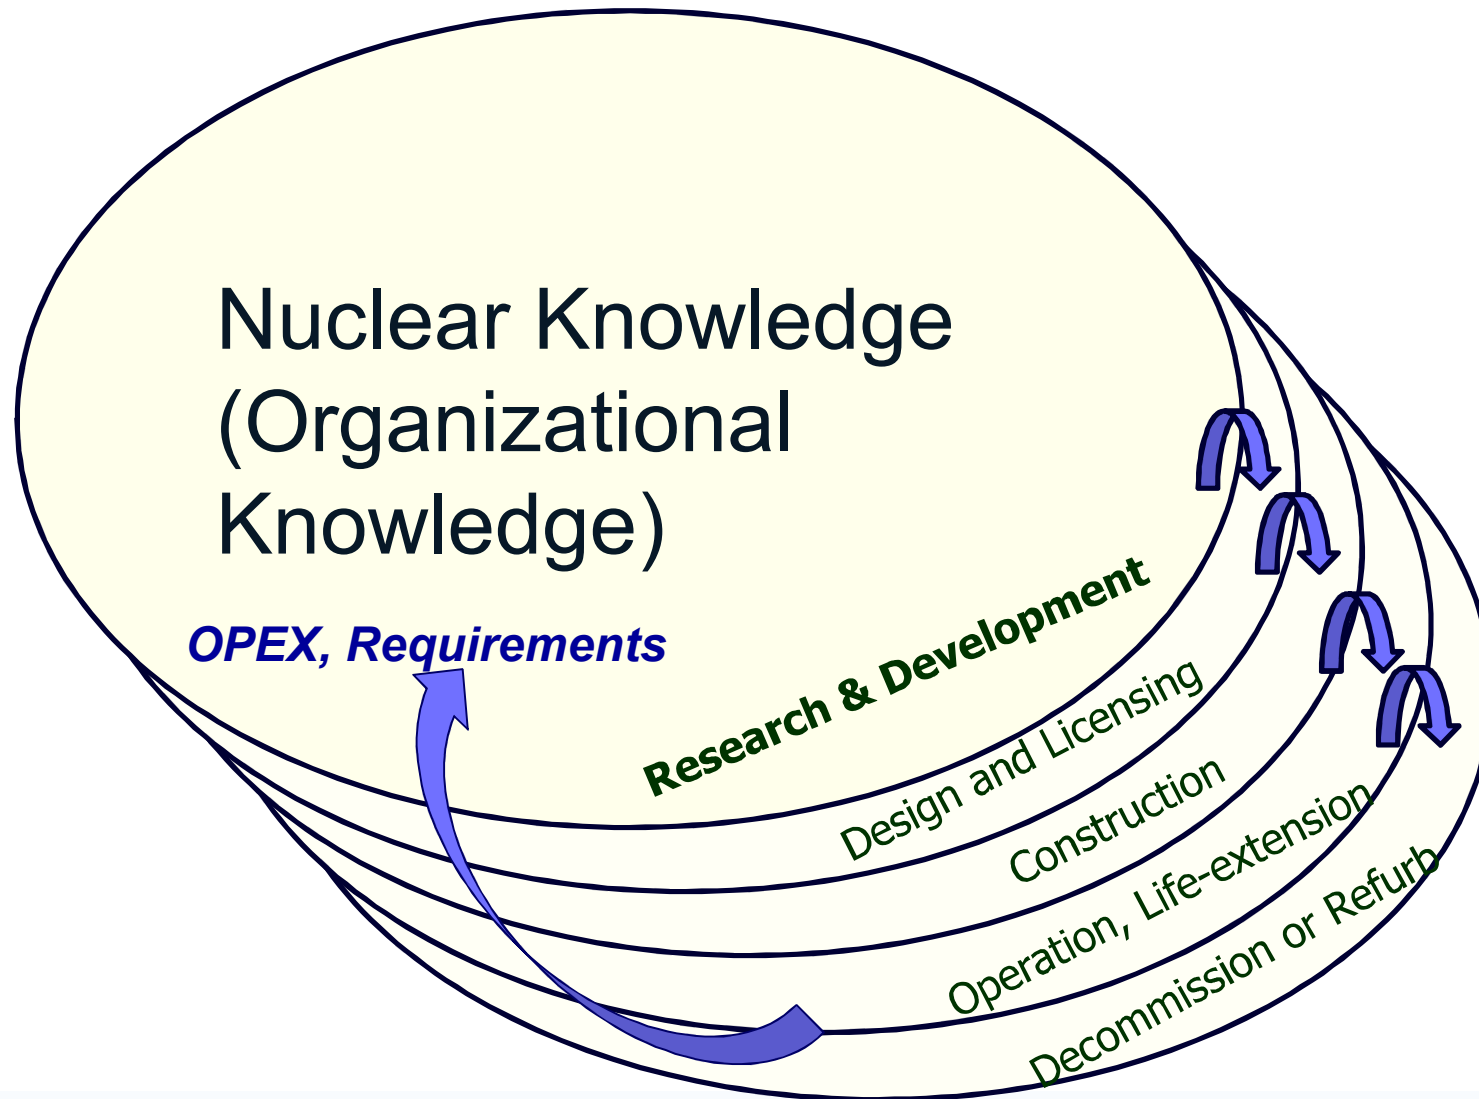 Nuclear Knowledge
(Organizational
Knowledge)
OPEX, Requirements
Research & Development
Design and Licensing
Construction
Operation, Life-extension
Decommission or Refurb